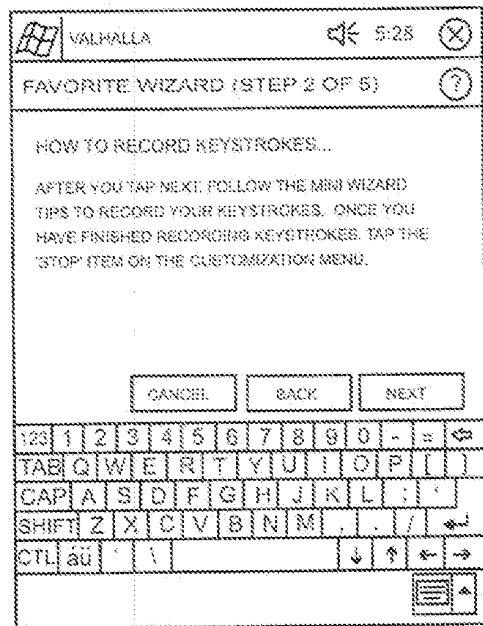 VALHALLA 5:28
FAVORITE WIZARD (STEP 2 OF 5) ?
HOW TO RECORD KEYSTROKES...
AFTER YOU TAP NEXT, FOLLOW THE MINI WIZARD
TIPS TO RECORD YOUR KEYSTROKES. ONCE YOU
HAVE FINISHED RECORDING KEYSTROKES, TAP THE
'STOP' ITEM ON THE CUSTOMIZATION MENU.
CANCEL BACK NEXT
123 1 2 3 4 5 6 7 8 9 0 - =
TAB Q W E R T Y U I O P [ ]
CAP A S D F G H J K L ; '
SHIFT Z X C V B N M , . /
CTL áü ` \